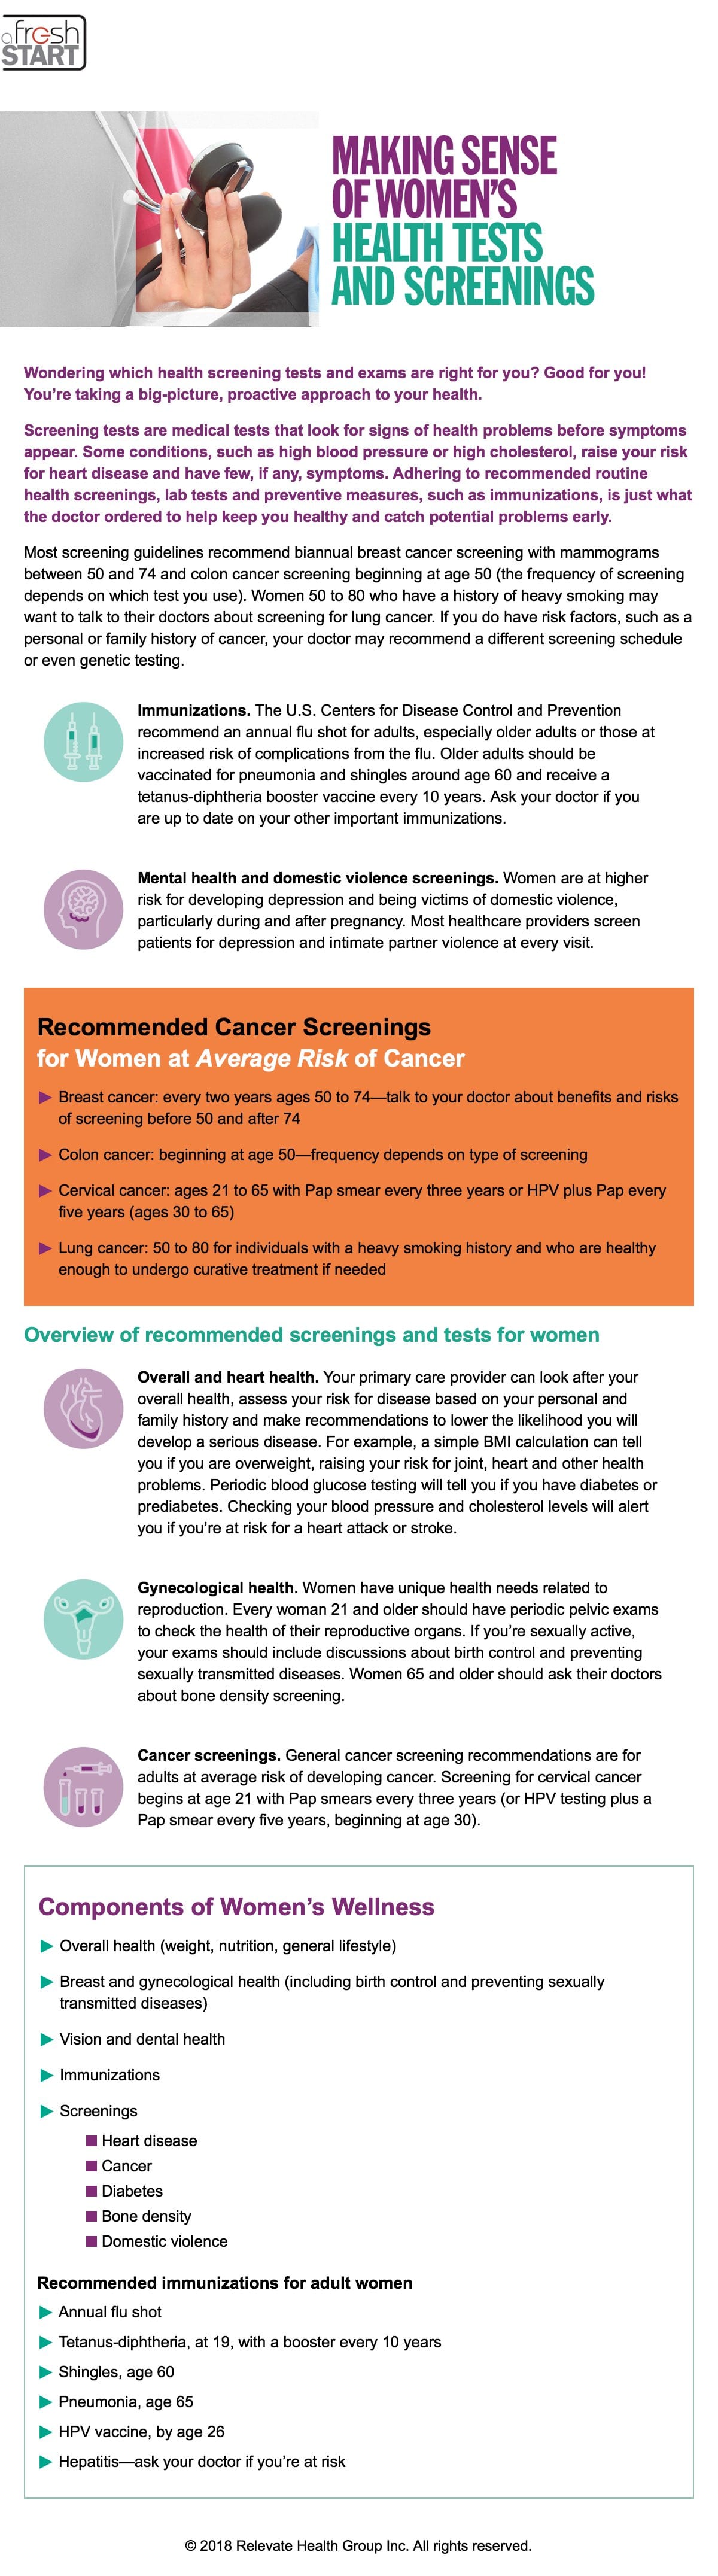 a fresh
START
MAKING SENSE
OF WOMEN'S
HEALTH TESTS
AND SCREENINGS
Wondering which health screening tests and exams are right for you? Good for you!
You're taking a big-picture, proactive approach to your health.
Screening tests are medical tests that look for signs of health problems before symptoms
appear. Some conditions, such as high blood pressure or high cholesterol, raise your risk
for heart disease and have few, if any, symptoms. Adhering to recommended routine
health screenings, lab tests and preventive measures, such as immunizations, is just what
the doctor ordered to help keep you healthy and catch potential problems early.
Most screening guidelines recommend biannual breast cancer screening with mammograms
between 50 and 74 and colon cancer screening beginning at age 50 (the frequency of screening
depends on which test you use). Women 50 to 80 who have a history of heavy smoking may
want to talk to their doctors about screening for lung cancer. If you do have risk factors, such as a
personal or family history of cancer, your doctor may recommend a different screening schedule
or even genetic testing.
Immunizations. The U.S. Centers for Disease Control and Prevention
recommend an annual flu shot for adults, especially older adults or those at
increased risk of complications from the flu. Older adults should be
vaccinated for pneumonia and shingles around age 60 and receive a
tetanus-diphtheria booster vaccine every 10 years. Ask your doctor if you
are up to date on your other important immunizations.
Mental health and domestic violence screenings. Women are at higher
risk for developing depression and being victims of domestic violence,
particularly during and after pregnancy. Most healthcare providers screen
patients for depression and intimate partner violence at every visit.
Recommended Cancer Screenings
for Women at Average Risk of Cancer
▶ Breast cancer: every two years ages 50 to 74—talk to your doctor about benefits and risks
of screening before 50 and after 74
▶ Colon cancer: beginning at age 50—frequency depends on type of screening
▶ Cervical cancer: ages 21 to 65 with Pap smear every three years or HPV plus Pap every
five years (ages 30 to 65)
▶ Lung cancer: 50 to 80 for individuals with a heavy smoking history and who are healthy
enough to undergo curative treatment if needed
Overview of recommended screenings and tests for women
Overall and heart health. Your primary care provider can look after your
overall health, assess your risk for disease based on your personal and
family history and make recommendations to lower the likelihood you will
develop a serious disease. For example, a simple BMI calculation can tell
you if you are overweight, raising your risk for joint, heart and other health
problems. Periodic blood glucose testing will tell you if you have diabetes or
prediabetes. Checking your blood pressure and cholesterol levels will alert
you if you're at risk for a heart attack or stroke.
Gynecological health. Women have unique health needs related to
reproduction. Every woman 21 and older should have periodic pelvic exams
to check the health of their reproductive organs. If you're sexually active,
your exams should include discussions about birth control and preventing
sexually transmitted diseases. Women 65 and older should ask their doctors
about bone density screening.
Cancer screenings. General cancer screening recommendations are for
adults at average risk of developing cancer. Screening for cervical cancer
begins at age 21 with Pap smears every three years (or HPV testing plus a
Pap smear every five years, beginning at age 30).
Components of Women's Wellness
▶ Overall health (weight, nutrition, general lifestyle)
▶ Breast and gynecological health (including birth control and preventing sexually
transmitted diseases)
▶ Vision and dental health
▶ Immunizations
▶ Screenings
■ Heart disease
■ Cancer
■ Diabetes
■ Bone density
■ Domestic violence
Recommended immunizations for adult women
▶ Annual flu shot
▶ Tetanus-diphtheria, at 19, with a booster every 10 years
▶ Shingles, age 60
▶ Pneumonia, age 65
▶ HPV vaccine, by age 26
▶ Hepatitis—ask your doctor if you're at risk
© 2018 Relevate Health Group Inc. All rights reserved.